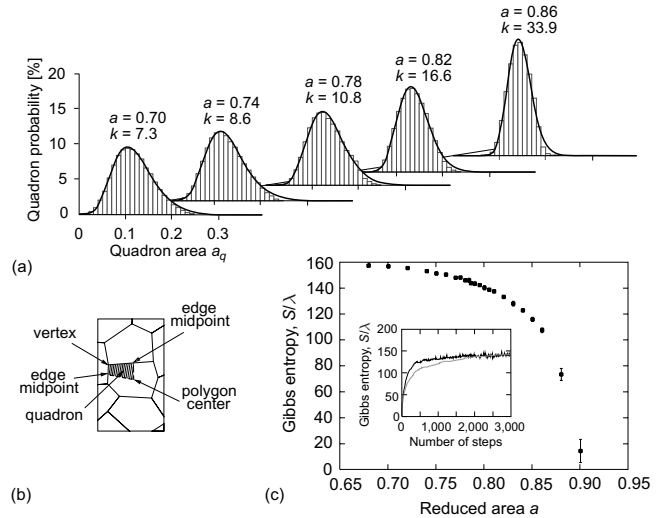 a = 0.86
k = 33.9
a = 0.82
k = 16.6
a = 0.78
k = 10.8
a = 0.74
k = 8.6
a = 0.70
k = 7.3
Quadron probability [%]
20
15
10
5
0
0 0.1 0.2 0.3
Quadron area aq
(a)
edge
midpoint
vertex
edge
midpoint
quadron
polygon
center
(b)
Gibbs entropy, S/λ
160
140
120
100
80
60
40
20
0
0.65 0.70 0.75 0.80 0.85 0.90 0.95
Reduced area a
Gibbs entropy, S/λ
200
150
100
50
0
0 1,000 2,000 3,000
Number of steps
(c)